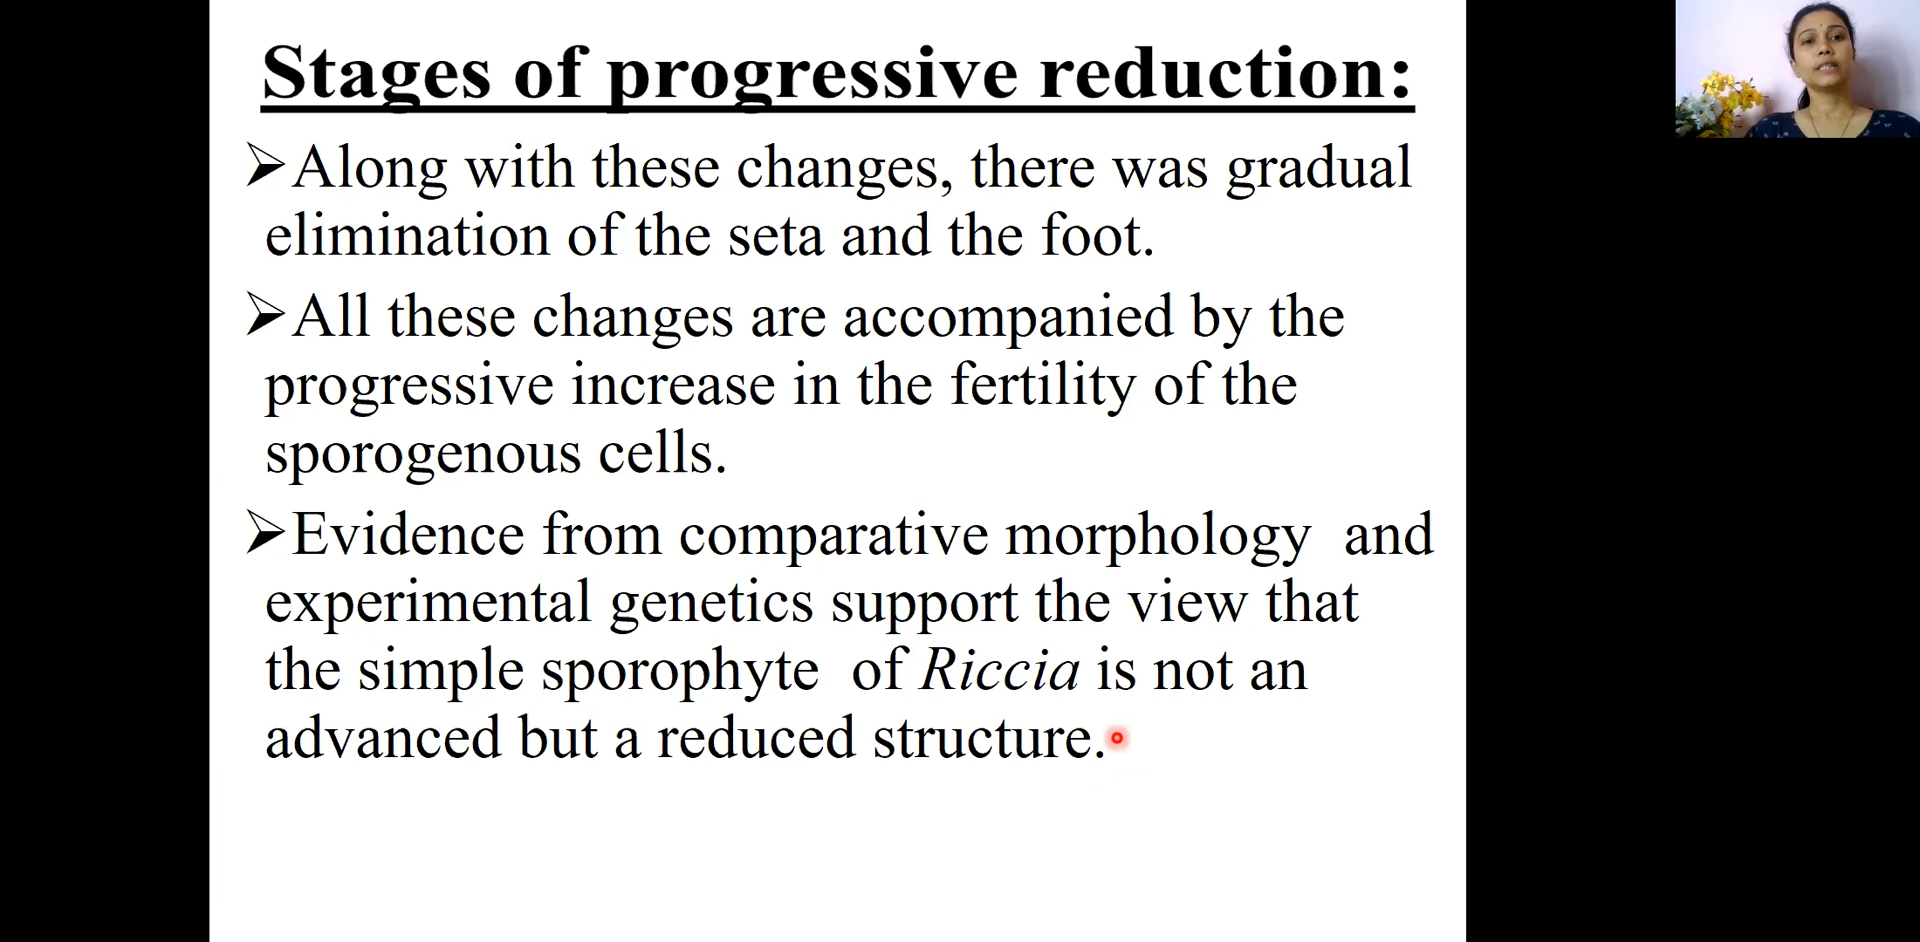 Stages of progressive reduction:
➢Along with these changes, there was gradual
elimination of the seta and the foot.
➢All these changes are accompanied by the
progressive increase in the fertility of the
sporogenous cells.
➢Evidence from comparative morphology and
experimental genetics support the view that
the simple sporophyte of Riccia is not an
advanced but a reduced structure.